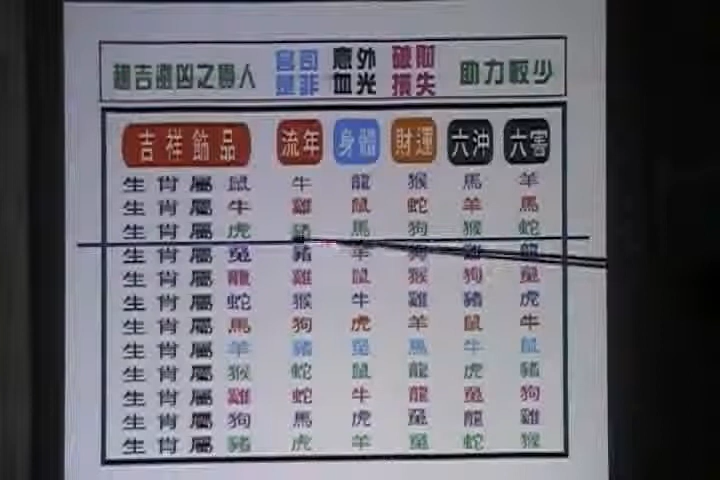 趨吉避凶之貴人 官司 意外 破財 助力較少
是非 血光 損失
吉祥飾品 流年 身體 財運 六沖 六害
生肖屬鼠 牛 龍 猴 馬 羊
生肖屬牛 雞 鼠 蛇 羊 馬
生肖屬虎 豬 馬 狗 猴 蛇
生肖屬兔 豬 羊 狗 雞 龍
生肖屬龍 雞 鼠 猴 狗 兔
生肖屬蛇 猴 牛 雞 豬 虎
生肖屬馬 狗 虎 羊 鼠 牛
生肖屬羊 豬 兔 馬 牛 鼠
生肖屬猴 蛇 鼠 龍 虎 豬
生肖屬雞 蛇 牛 龍 兔 狗
生肖屬狗 馬 虎 兔 龍 雞
生肖屬豬 虎 羊 兔 蛇 猴